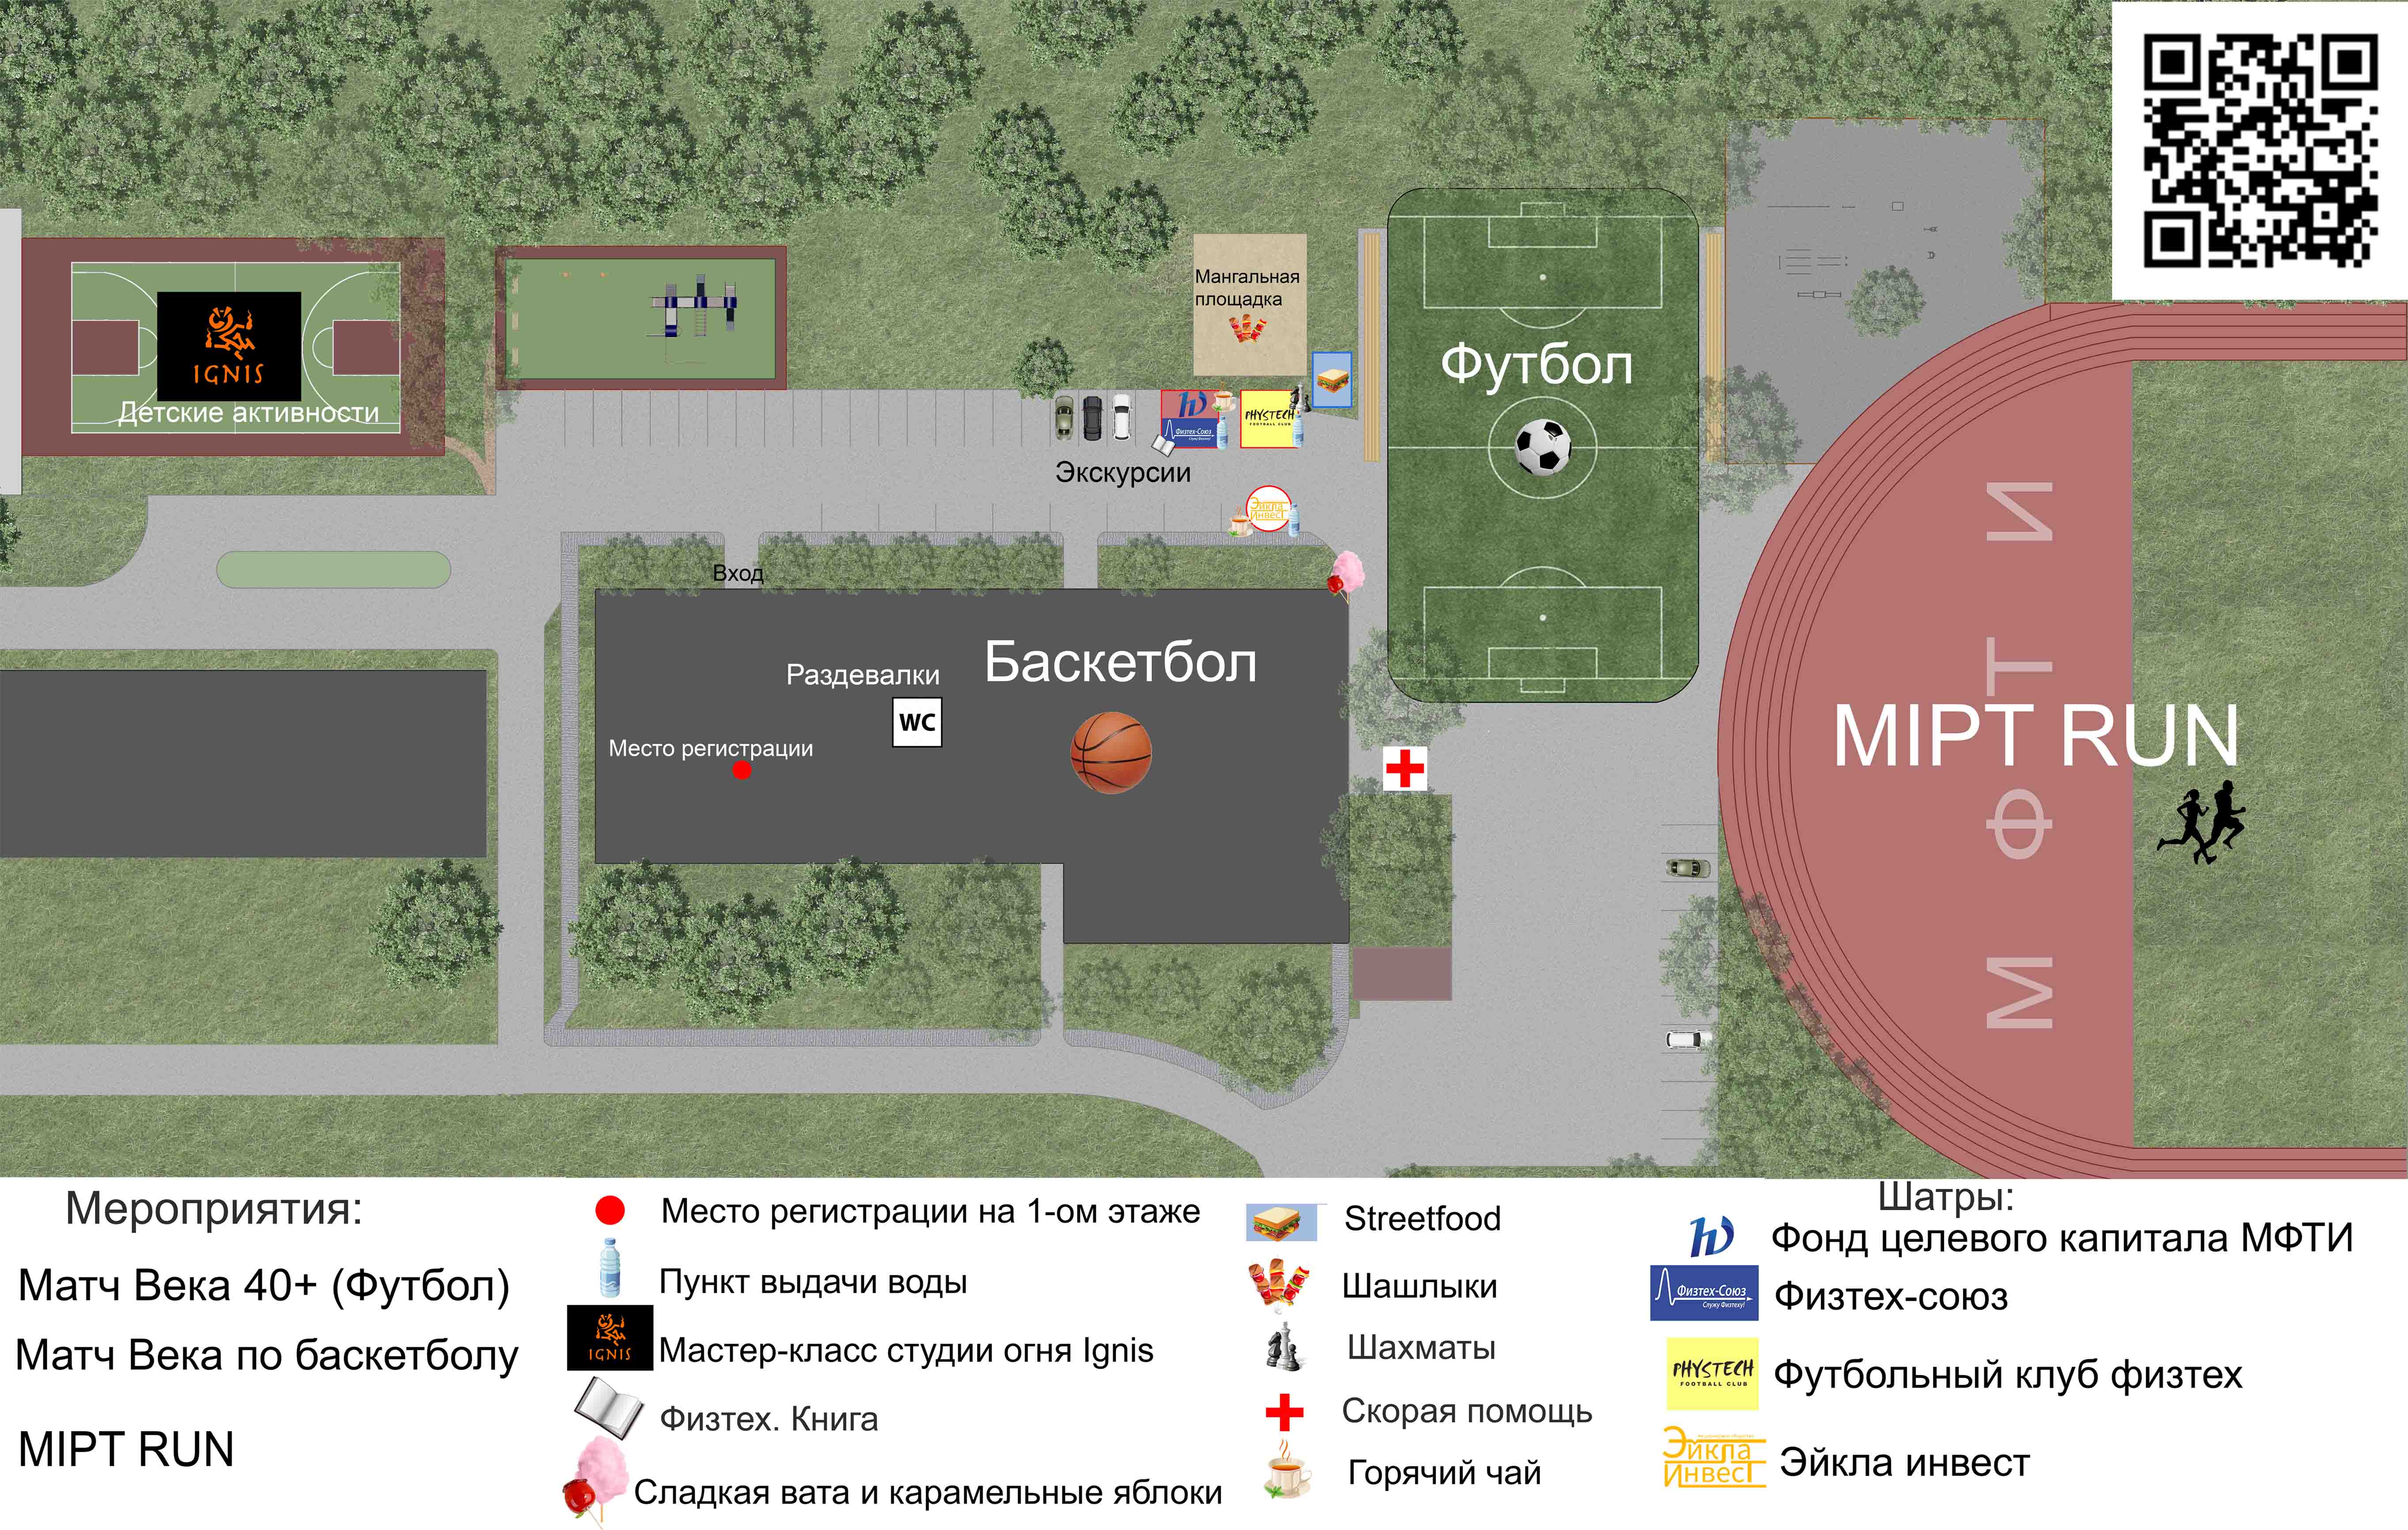 Мангальная
площадка
IGNIS
Детские активности
Футбол
Физтех-Союз
PHYSTECH
FOOTBALL CLUB
Экскурсии
Эйкла
Инвест
Вход
Раздевалки
Баскетбол
WC
Место регистрации
МФТИ
MIPT RUN
Мероприятия:
Матч Века 40+ (Футбол)
Матч Века по баскетболу
MIPT RUN
Место регистрации на 1-ом этаже
Пункт выдачи воды
IGNIS
Мастер-класс студии огня Ignis
Физтех. Книга
Сладкая вата и карамельные яблоки
Streetfood
Шашлыки
Шахматы
Скорая помощь
Горячий чай
Шатры:
Фонд целевого капитала МФТИ
Физтех-Союз
Служу Физтеху!
Физтех-союз
PHYSTECH
FOOTBALL CLUB
Футбольный клуб физтех
Эйкла
Инвест
Эйкла инвест